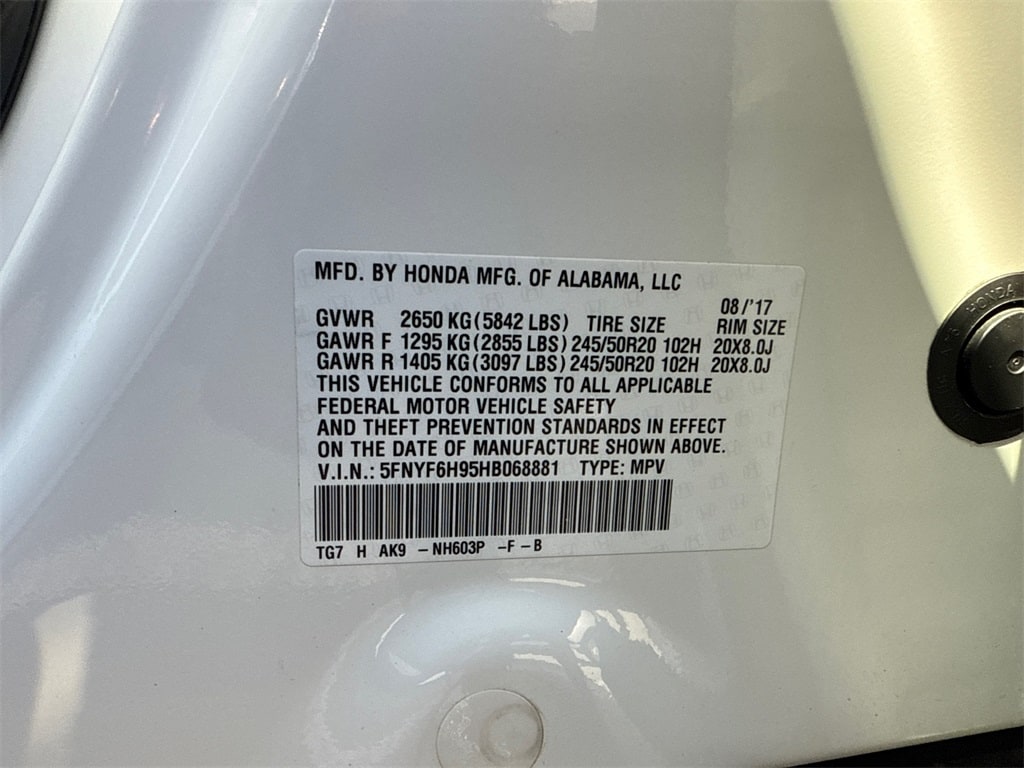 MFD. BY HONDA MFG. OF ALABAMA, LLC
08/'17
GVWR 2650 KG(5842 LBS) TIRE SIZE RIM SIZE
GAWR F 1295 KG(2855 LBS)245/50R20 102H 20X8.0J
GAWR R 1405 KG(3097 LBS)245/50R20 102H 20X8.0J
THIS VEHICLE CONFORMS TO ALL APPLICABLE
FEDERAL MOTOR VEHICLE SAFETY
AND THEFT PREVENTION STANDARDS IN EFFECT
ON THE DATE OF MANUFACTURE SHOWN ABOVE.
V.I.N.: 5FNYF6H95HB068881 TYPE: MPV
TG7 H AK9 -NH603P -F-B
HONDA